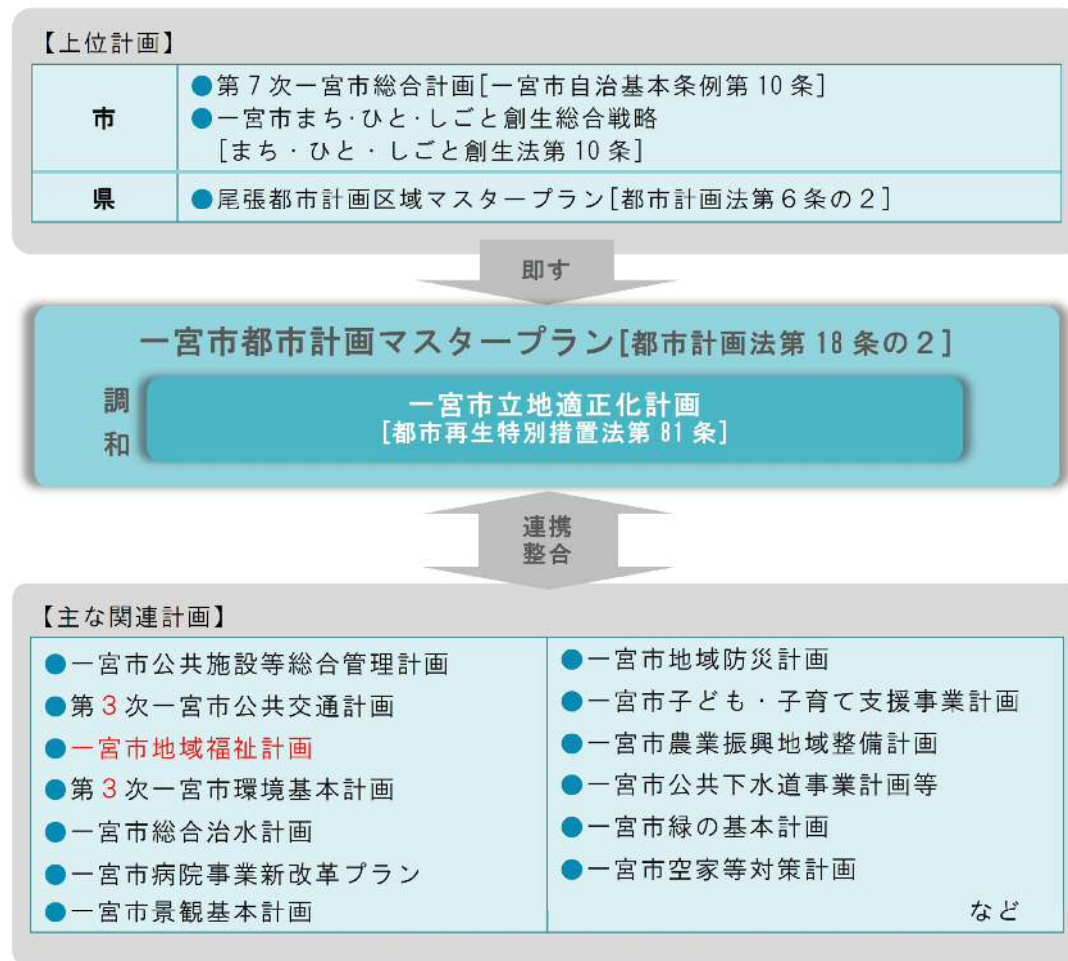 【上位計画】
市
●第7次一宮市総合計画[一宮市自治基本条例第10条]
●一宮市まち･ひと･しごと創生総合戦略
[まち・ひと・しごと創生法第10条]
県
●尾張都市計画区域マスタープラン[都市計画法第6条の2]
即す
一宮市都市計画マスタープラン[都市計画法第18条の2]
調和
一宮市立地適正化計画
[都市再生特別措置法第81条]
連携
整合
【主な関連計画】
●一宮市公共施設等総合管理計画
●第3次一宮市公共交通計画
●一宮市地域福祉計画
●第3次一宮市環境基本計画
●一宮市総合治水計画
●一宮市病院事業新改革プラン
●一宮市景観基本計画
●一宮市地域防災計画
●一宮市子ども・子育て支援事業計画
●一宮市農業振興地域整備計画
●一宮市公共下水道事業計画等
●一宮市緑の基本計画
●一宮市空家等対策計画
など